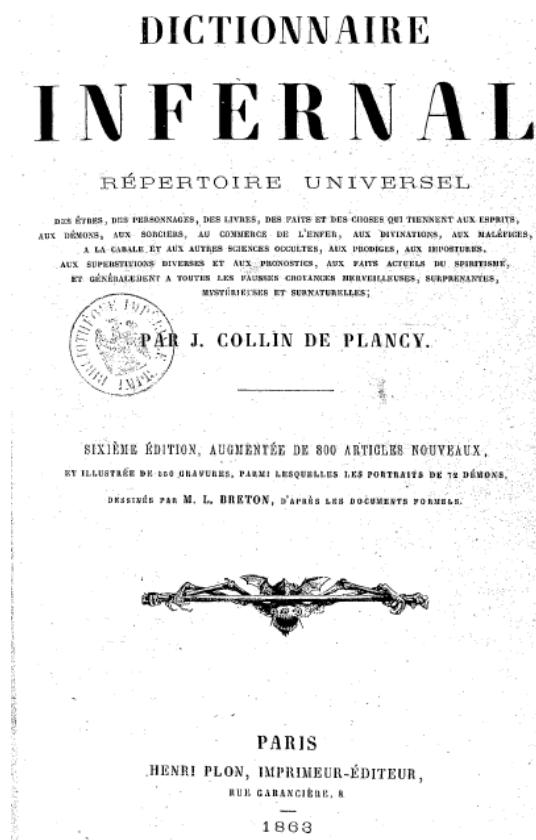 DICTIONNAIRE
INFERNAL
RÉPERTOIRE UNIVERSEL
DES ÊTRES, DES PERSONNAGES, DES LIVRES, DES FAITS ET DES CHOSES QUI TIENNENT AUX ESPRITS,
AUX DÉMONS, AUX SORCIERS, AU COMMERCE DE L'ENFER, AUX DIVINATIONS, AUX MALÉFICES,
A LA CABALE ET AUX AUTRES SCIENCES OCCULTES, AUX PRODIGES, AUX IMPOSTURES,
AUX SUPERSTITIONS DIVERSES ET AUX PRONOSTICS, AUX FAITS ACTUELS DU SPIRITISME,
ET GÉNÉRALEMENT A TOUTES LES FAUSSES CROYANCES MERVEILLEUSES, SURPRENANTES,
MYSTÉRIEUSES ET SURNATURELLES;
PAR J. COLLIN DE PLANCY.
SIXIÈME ÉDITION, AUGMENTÉE DE 800 ARTICLES NOUVEAUX,
ET ILLUSTRÉE DE 550 GRAVURES, PARMI LESQUELLES LES PORTRAITS DE 72 DÉMONS,
DESSINÉS PAR M. L. BRETON, D'APRÈS LES DOCUMENTS FORMELS.
PARIS
HENRI PLON, IMPRIMEUR-ÉDITEUR,
RUE GARANCIÈRE, 8
1863